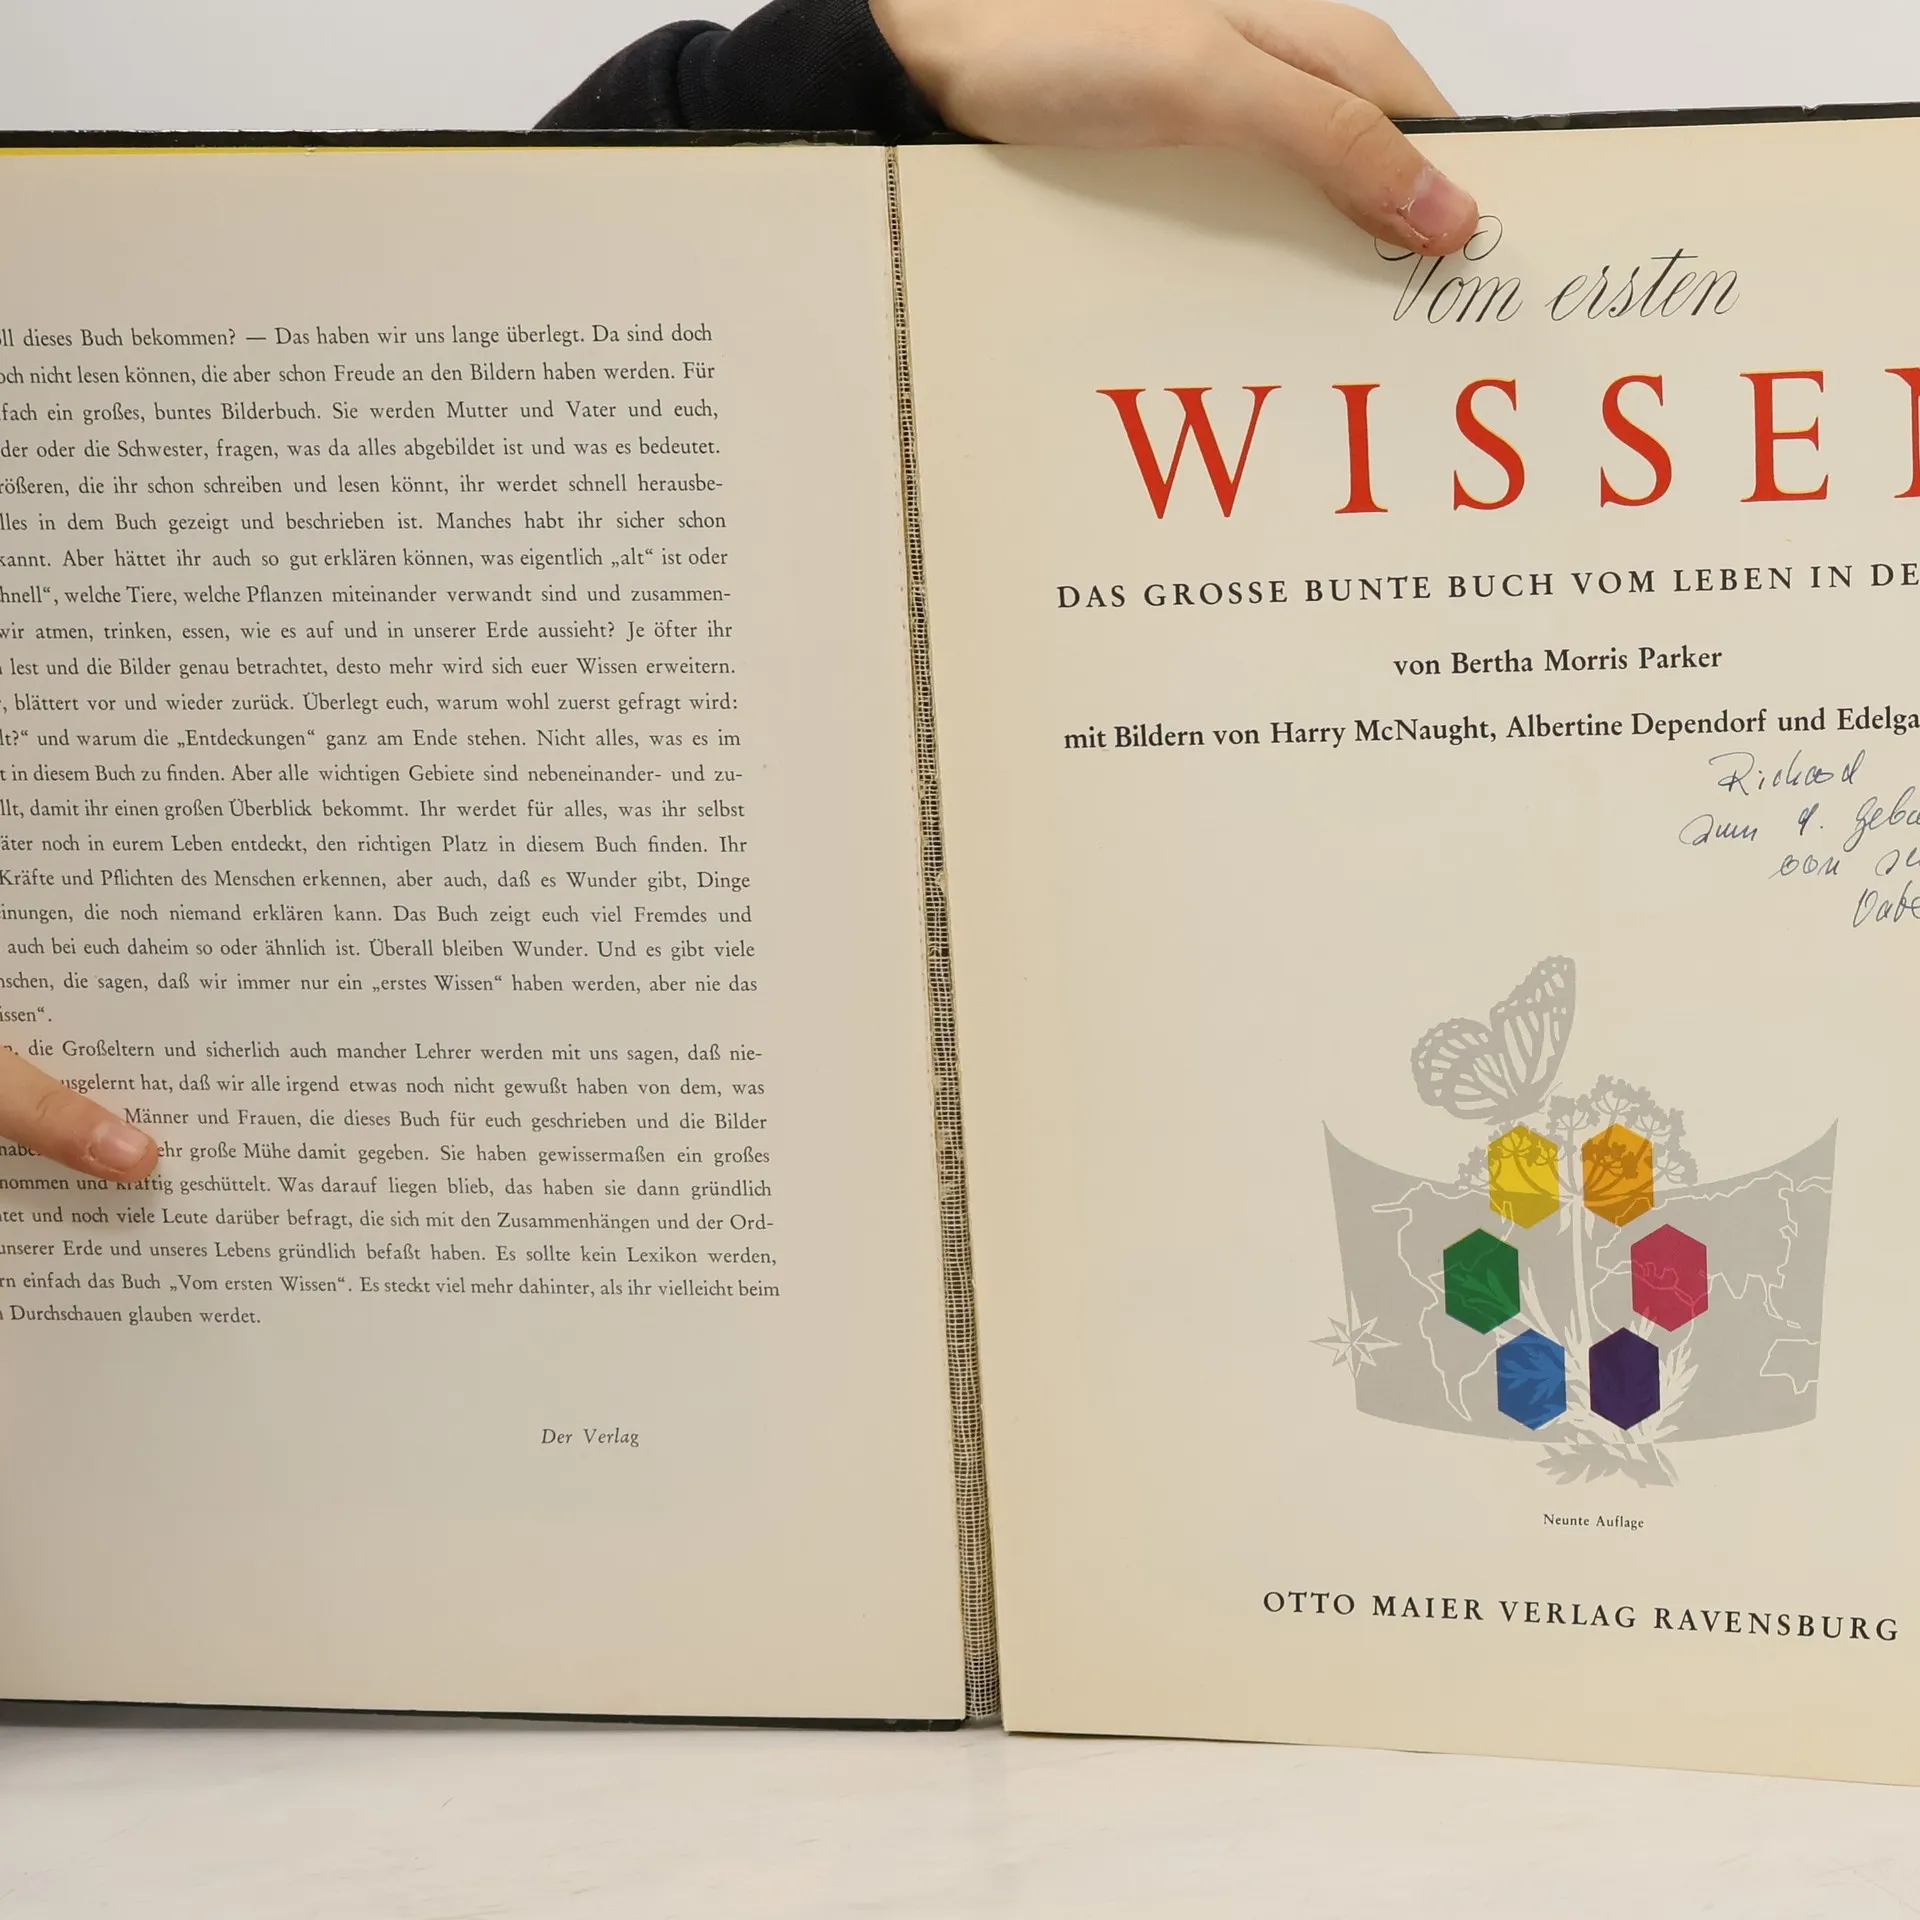 dieses Buch bekommen? — Das haben wir uns lange überlegt. Da sind doch
nicht lesen können, die aber schon Freude an den Bildern haben werden. Für
ein großes, buntes Bilderbuch. Sie werden Mutter und Vater und euch,
oder die Schwester, fragen, was da alles abgebildet ist und was es bedeutet.
die ihr schon schreiben und lesen könnt, ihr werdet schnell herausbe-
in dem Buch gezeigt und beschrieben ist. Manches habt ihr sicher schon
Aber hättet ihr auch so gut erklären können, was eigentlich „alt“ ist oder
welche Tiere, welche Pflanzen miteinander verwandt sind und zusammen-
wir atmen, trinken, essen, wie es auf und in unserer Erde aussieht? Je öfter ihr
lest und die Bilder genau betrachtet, desto mehr wird sich euer Wissen erweitern.
blättert vor und wieder zurück. Überlegt euch, warum wohl zuerst gefragt wird:
und warum die „Entdeckungen“ ganz am Ende stehen. Nicht alles, was es im
in diesem Buch zu finden. Aber alle wichtigen Gebiete sind nebeneinander- und zu-
damit ihr einen großen Überblick bekommt. Ihr werdet für alles, was ihr selbst
noch in eurem Leben entdeckt, den richtigen Platz in diesem Buch finden. Ihr
Kräfte und Pflichten des Menschen erkennen, aber auch, daß es Wunder gibt, Dinge
die noch niemand erklären kann. Das Buch zeigt euch viel Fremdes und
auch bei euch daheim so oder ähnlich ist. Überall bleiben Wunder. Und es gibt viele
die sagen, daß wir immer nur ein „erstes Wissen“ haben werden, aber nie das
die Großeltern und sicherlich auch mancher Lehrer werden mit uns sagen, daß nie-
hat, daß wir alle irgend etwas noch nicht gewußt haben von dem, was
Männer und Frauen, die dieses Buch für euch geschrieben und die Bilder
große Mühe damit gegeben. Sie haben gewissermaßen ein großes
und kräftig geschüttelt. Was darauf liegen blieb, das haben sie dann gründlich
und noch viele Leute darüber befragt, die sich mit den Zusammenhängen und der Ord-
unserer Erde und unseres Lebens gründlich befaßt haben. Es sollte kein Lexikon werden,
einfach das Buch „Vom ersten Wissen“. Es steckt viel mehr dahinter, als ihr vielleicht beim
Durchschauen glauben werdet.
Der Verlag
Vom ersten
WISSEN
DAS GROSSE BUNTE BUCH VOM LEBEN IN DE
von Bertha Morris Parker
mit Bildern von Harry McNaught, Albertine Dependorf und Edelga
Richard
zum 9. Gebu
von
Neunte Auflage
OTTO MAIER VERLAG RAVENSBURG